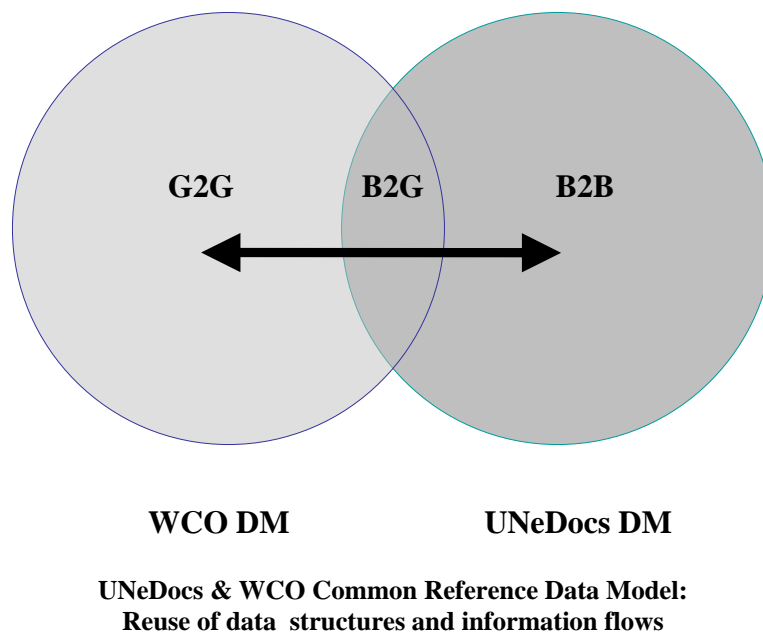 G2G B2G B2B
WCO DM UNeDocs DM
UNeDocs & WCO Common Reference Data Model:
Reuse of data structures and information flows